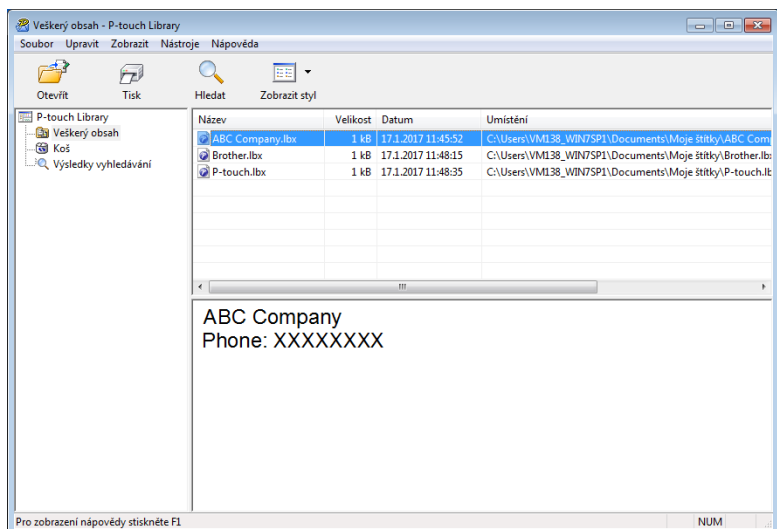 Veškerý obsah - P-touch Library
Soubor Upravit Zobrazit Nástroje Nápověda
Otevřít Tisk Hledat Zobrazit styl
P-touch Library
Veškerý obsah
Koš
Výsledky vyhledávání
Název Velikost Datum Umístění
ABC Company.lbx 1 kB 17.1.2017 11:45:52 C:\Users\VM138_WIN7SP1\Documents\Moje štítky\ABC Com
Brother.lbx 1 kB 17.1.2017 11:48:15 C:\Users\VM138_WIN7SP1\Documents\Moje štítky\Brother.lb
P-touch.lbx 1 kB 17.1.2017 11:48:35 C:\Users\VM138_WIN7SP1\Documents\Moje štítky\P-touch.lb
ABC Company
Phone: XXXXXXXX
Pro zobrazení nápovědy stiskněte F1 NUM